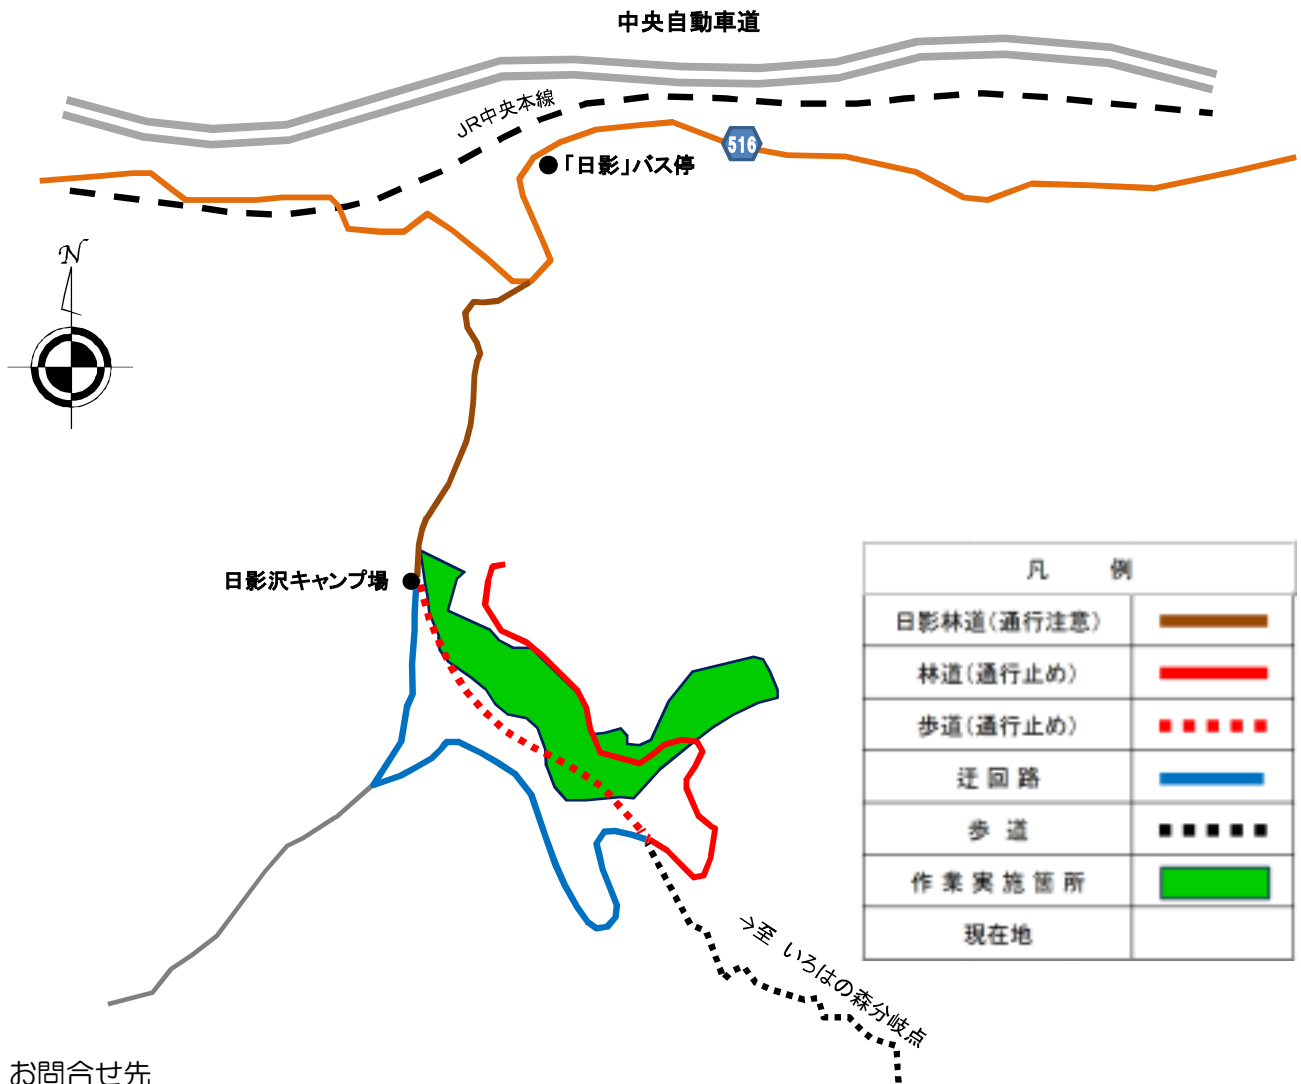 中央自動車道
JR中央本線
516
「日影」バス停
N
日影沢キャンプ場
凡 例
日影林道(通行注意)
林道(通行止め)
歩道(通行止め)
迂回路
歩 道
作業実施箇所
現在地
→至 いろはの森分岐点
お問合せ先